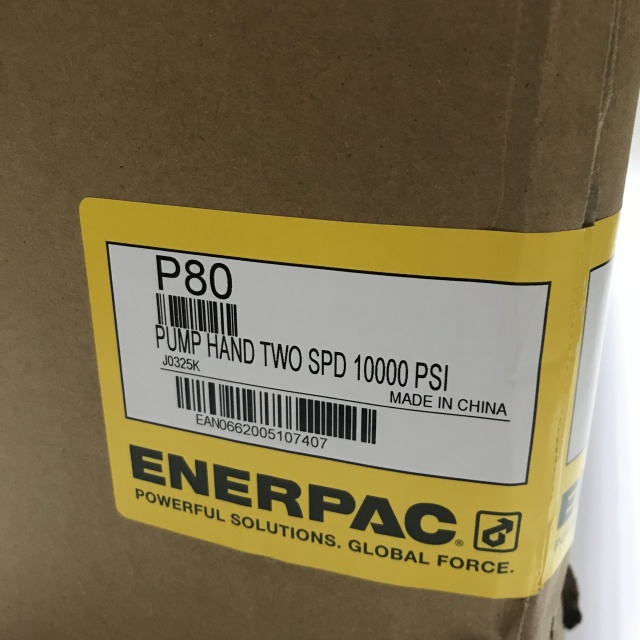 P80
PUMP HAND TWO SPD 10000 PSI
J0325K
MADE IN CHINA
EAN0662005107407
ENERPAC
POWERFUL SOLUTIONS. GLOBAL FORCE.